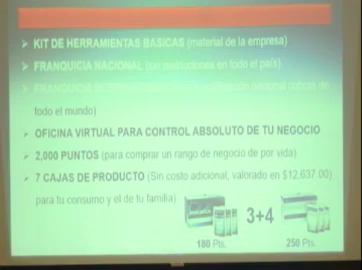 ➢ KIT DE HERRAMIENTAS BASICAS (material de la empresa)
➢ FRANQUICIA NACIONAL (sin restricciones en todo el país)
➢ FRANQUICIA INTERNACIONAL
todo el mundo)
✓ OFICINA VIRTUAL PARA CONTROL ABSOLUTO DE TU NEGOCIO
✓ 2,000 PUNTOS (para comprar un rango de negocio de por vida)
✓ 7 CAJAS DE PRODUCTO (Sin costo adicional, valorado en $12,637.00)
para tu consumo y el de tu familia)
3+4
180 Pts. 250 Pts.